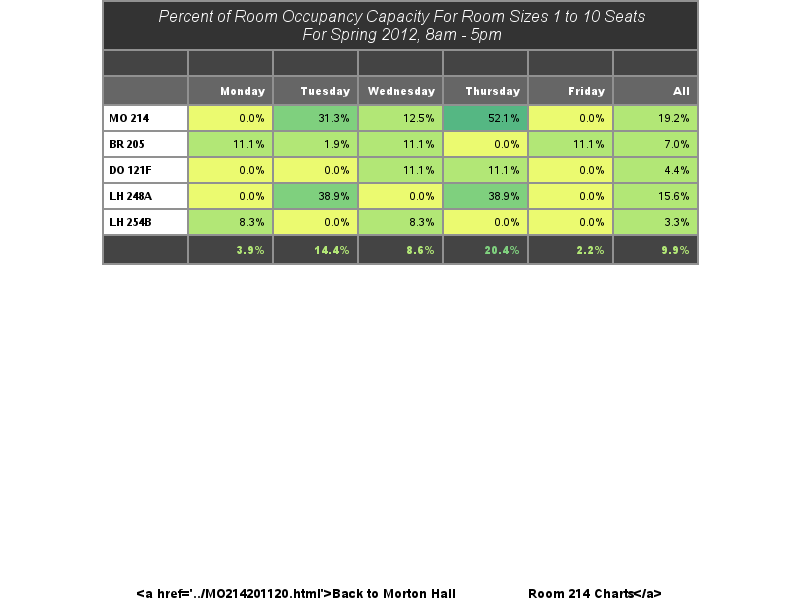 Percent of Room Occupancy Capacity For Room Sizes 1 to 10 Seats
For Spring 2012, 8am - 5pm
Monday Tuesday Wednesday Thursday Friday All
MO 214 0.0% 31.3% 12.5% 52.1% 0.0% 19.2%
BR 205 11.1% 1.9% 11.1% 0.0% 11.1% 7.0%
DO 121F 0.0% 0.0% 11.1% 11.1% 0.0% 4.4%
LH 248A 0.0% 38.9% 0.0% 38.9% 0.0% 15.6%
LH 254B 8.3% 0.0% 8.3% 0.0% 0.0% 3.3%
3.9% 14.4% 8.6% 20.4% 2.2% 9.9%
<a href='../MO214201120.html'>Back to Morton Hall Room 214 Charts</a>